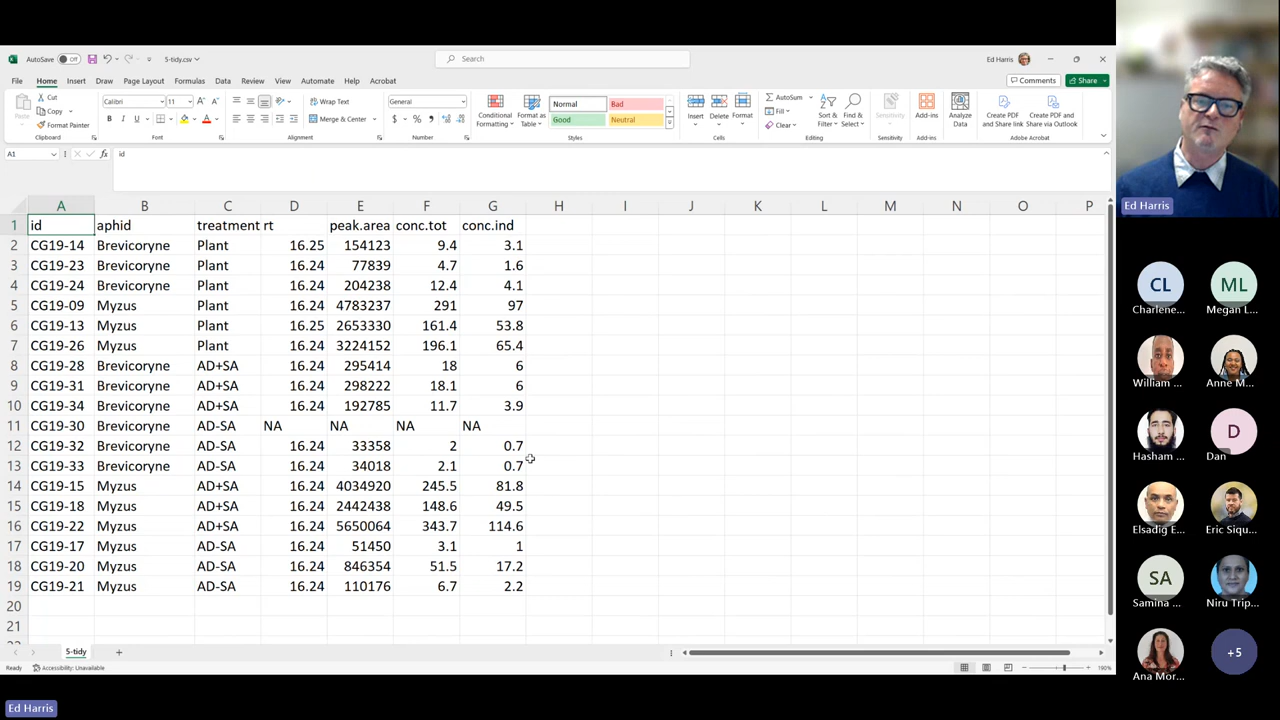 AutoSave Off 5-tidy.csv Search Ed Harris
File Home Insert Draw Page Layout Formulas Data Review View Automate Help Acrobat Comments Share
Paste Cut Copy Format Painter Clipboard
Calibri 11 Font
Wrap Text Merge & Center Alignment
General Number
Conditional Formatting Format as Table Normal Bad Good Neutral Styles
Insert Delete Format Cells
AutoSum Fill Clear Sort & Filter Find & Select Editing
Sensitivity Sensitivity
Add-ins Add-ins
Analyze Data
Create PDF and Share link Create PDF and Share via Outlook Adobe Acrobat
A1 fx id
A B C D E F G H I J K L M N O P
1 id aphid treatment rt peak.area conc.tot conc.ind
2 CG19-14 Brevicoryne Plant 16.25 154123 9.4 3.1
3 CG19-23 Brevicoryne Plant 16.24 77839 4.7 1.6
4 CG19-24 Brevicoryne Plant 16.24 204238 12.4 4.1
5 CG19-09 Myzus Plant 16.24 4783237 291 97
6 CG19-13 Myzus Plant 16.25 2653330 161.4 53.8
7 CG19-26 Myzus Plant 16.24 3224152 196.1 65.4
8 CG19-28 Brevicoryne AD+SA 16.24 295414 18 6
9 CG19-31 Brevicoryne AD+SA 16.24 298222 18.1 6
10 CG19-34 Brevicoryne AD+SA 16.24 192785 11.7 3.9
11 CG19-30 Brevicoryne AD-SA NA NA NA NA
12 CG19-32 Brevicoryne AD-SA 16.24 33358 2 0.7
13 CG19-33 Brevicoryne AD-SA 16.24 34018 2.1 0.7
14 CG19-15 Myzus AD+SA 16.24 4034920 245.5 81.8
15 CG19-18 Myzus AD+SA 16.24 2442438 148.6 49.5
16 CG19-22 Myzus AD+SA 16.24 5650064 343.7 114.6
17 CG19-17 Myzus AD-SA 16.24 51450 3.1 1
18 CG19-20 Myzus AD-SA 16.24 846354 51.5 17.2
19 CG19-21 Myzus AD-SA 16.24 110176 6.7 2.2
20
21
5-tidy
Ready Accessibility: Unavailable 190%
Ed Harris
Ed Harris
CL ML
Charlene... Megan L...
William ... Anne M...
D
Hasham ... Dan
Elsadig E... Eric Siqu...
SA
Samina ... Niru Trip...
+5
Ana Mor...